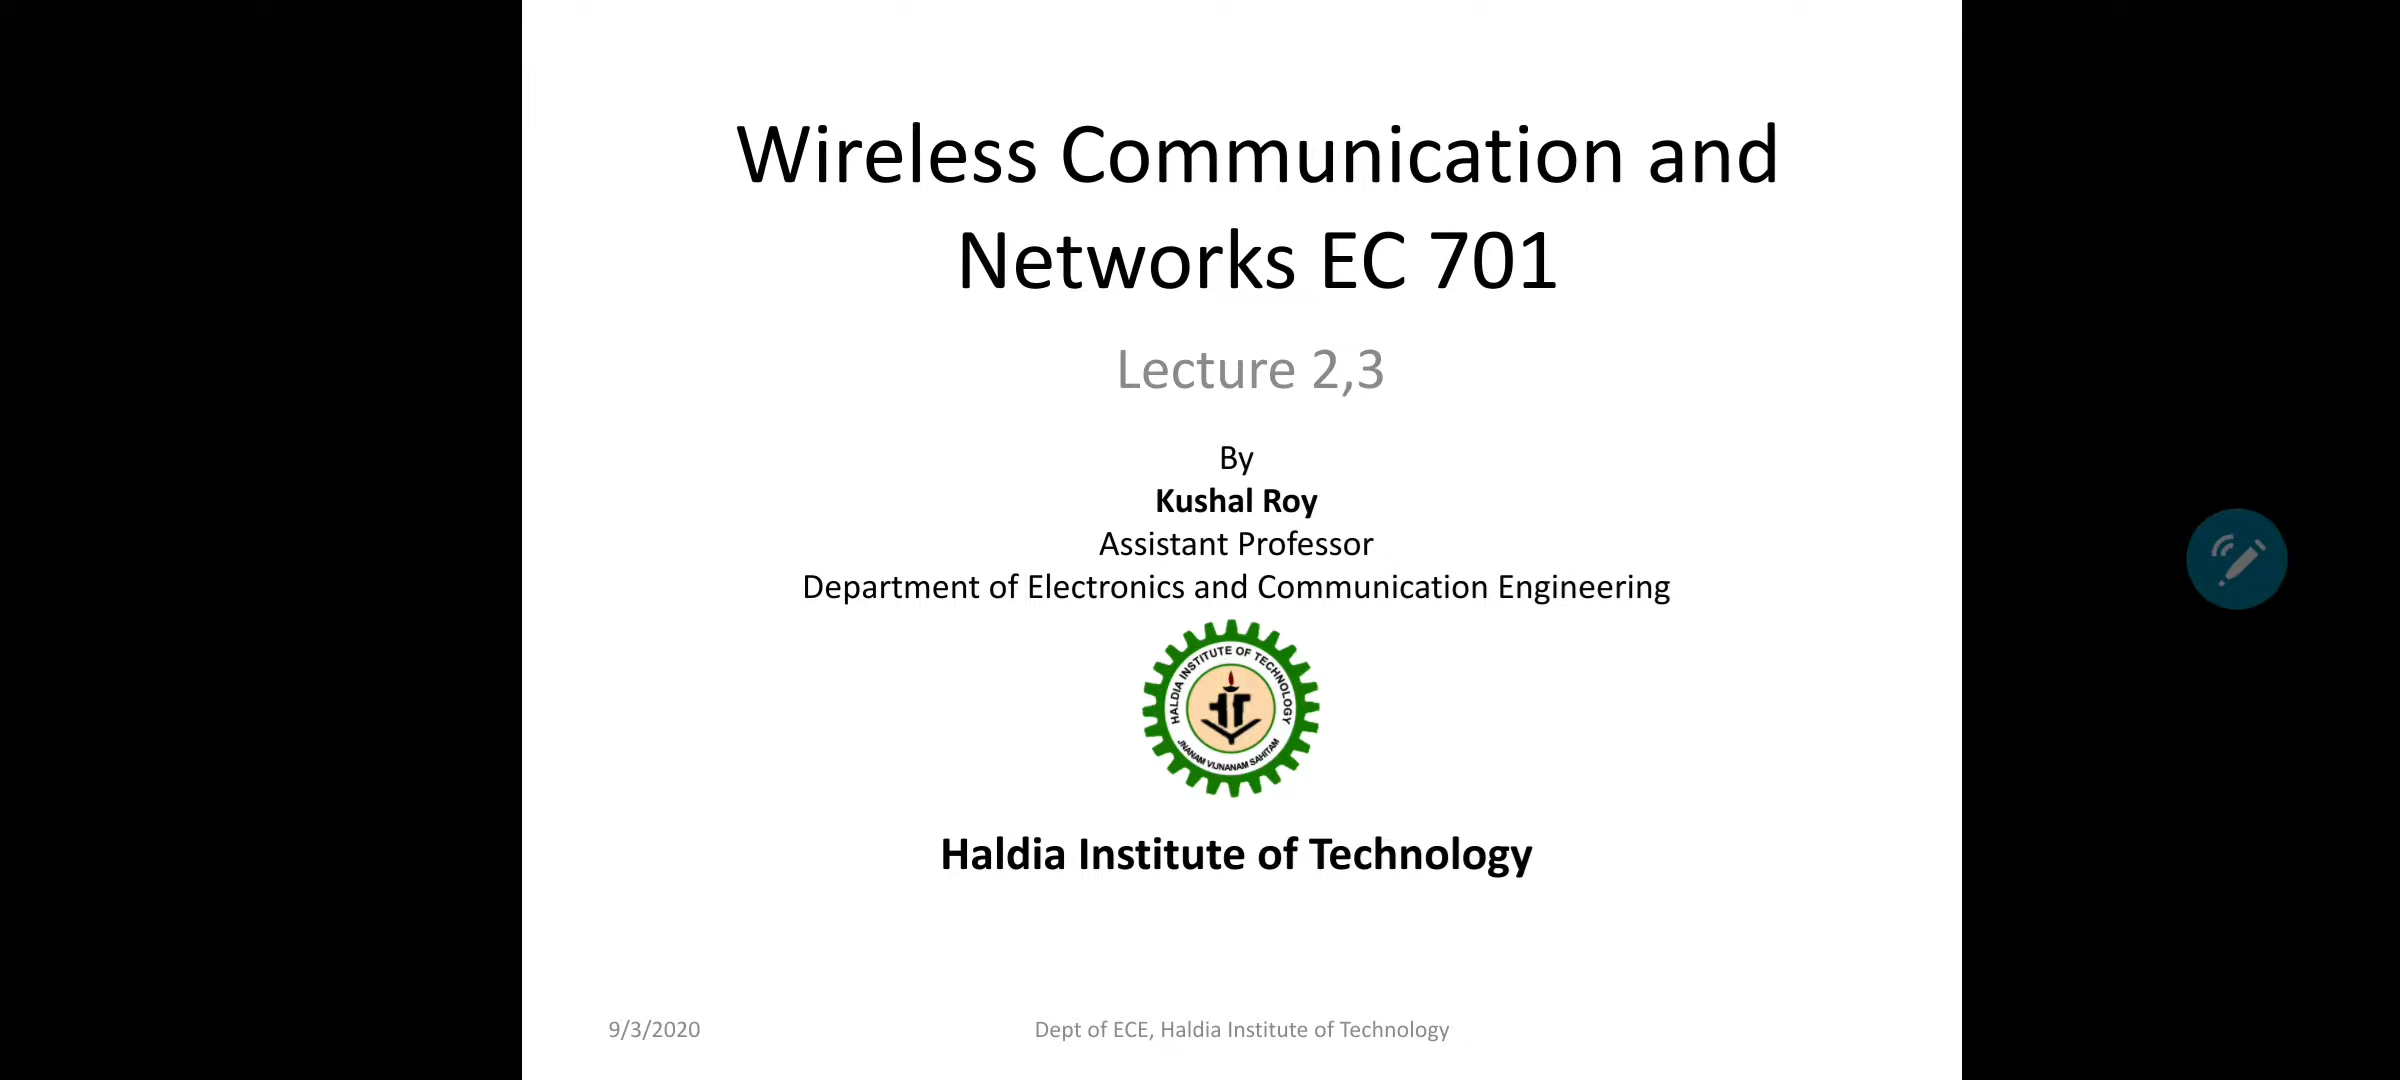 Wireless Communication and
Networks EC 701
Lecture 2,3
By
Kushal Roy
Assistant Professor
Department of Electronics and Communication Engineering
HALDIA INSTITUTE OF TECHNOLOGY
JNANAM VIJNANAM SAHITAM
Haldia Institute of Technology
9/3/2020
Dept of ECE, Haldia Institute of Technology